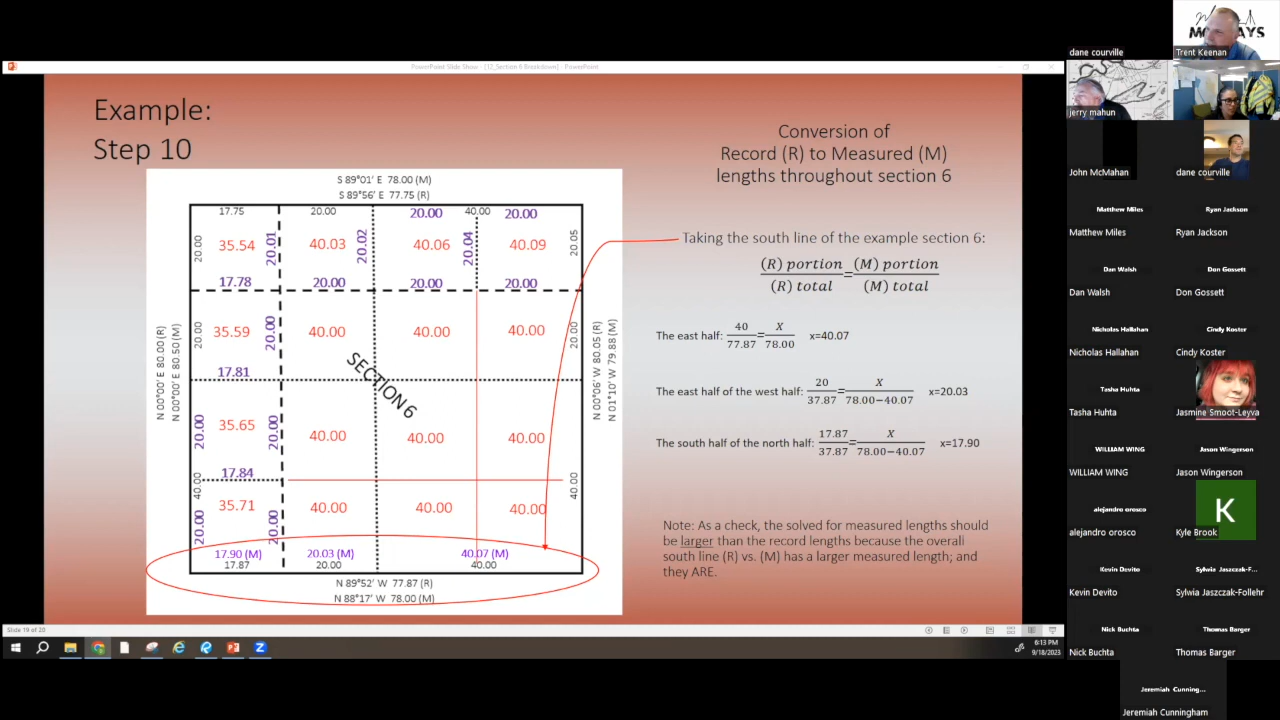 PowerPoint Slide Show - [12_Section 6 Breakdown] - PowerPoint
Example:
Step 10
Conversion of
Record (R) to Measured (M)
lengths throughout section 6
Taking the south line of the example section 6:
(R) portion / (R) total = (M) portion / (M) total
The east half: 40/77.87 = X/78.00 x=40.07
The east half of the west half: 20/37.87 = X/78.00−40.07 x=20.03
The south half of the north half: 17.87/37.87 = X/78.00−40.07 x=17.90
Note: As a check, the solved for measured lengths should
be larger than the record lengths because the overall
south line (R) vs. (M) has a larger measured length; and
they ARE.
S 89°01' E 78.00 (M)
S 89°56' E 77.75 (R)
17.75 20.00 20.00 40.00 20.00
20.00 35.54 20.01 40.03 20.02 40.06 20.04 40.09 20.05
17.78 20.00 20.00 20.00
20.00 35.59 20.00 40.00 40.00 40.00 20.00
17.81
SECTION 6
N 00°00' E 80.00 (R)
N 00°00' E 80.50 (M)
N 00°06' W 80.05 (R)
N 01°10' W 79.88 (M)
20.00 35.65 20.00 40.00 40.00 40.00
17.84
40.00 40.00
20.00 35.71 20.00 40.00 40.00 40.00
17.90 (M) 20.03 (M) 40.07 (M)
17.87 20.00 40.00
N 89°52' W 77.87 (R)
N 88°17' W 78.00 (M)
Slide 19 of 20
6:13 PM
9/18/2023
dane courville
Trent Keenan
jerry mahun
John McMahan
dane courville
Matthew Miles
Ryan Jackson
Matthew Miles
Ryan Jackson
Dan Walsh
Don Gossett
Dan Walsh
Don Gossett
Nicholas Hallahan
Cindy Koster
Nicholas Hallahan
Cindy Koster
Tasha Huhta
Tasha Huhta
Jasmine Smoot-Leyva
WILLIAM WING
Jason Wingerson
WILLIAM WING
Jason Wingerson
alejandro orosco
K
alejandro orosco
Kyle Brook
Kevin Devito
Sylwia Jaszczak-F...
Kevin Devito
Sylwia Jaszczak-Follehr
Nick Buchta
Thomas Barger
Nick Buchta
Thomas Barger
Jeremiah Cunning...
Jeremiah Cunningham